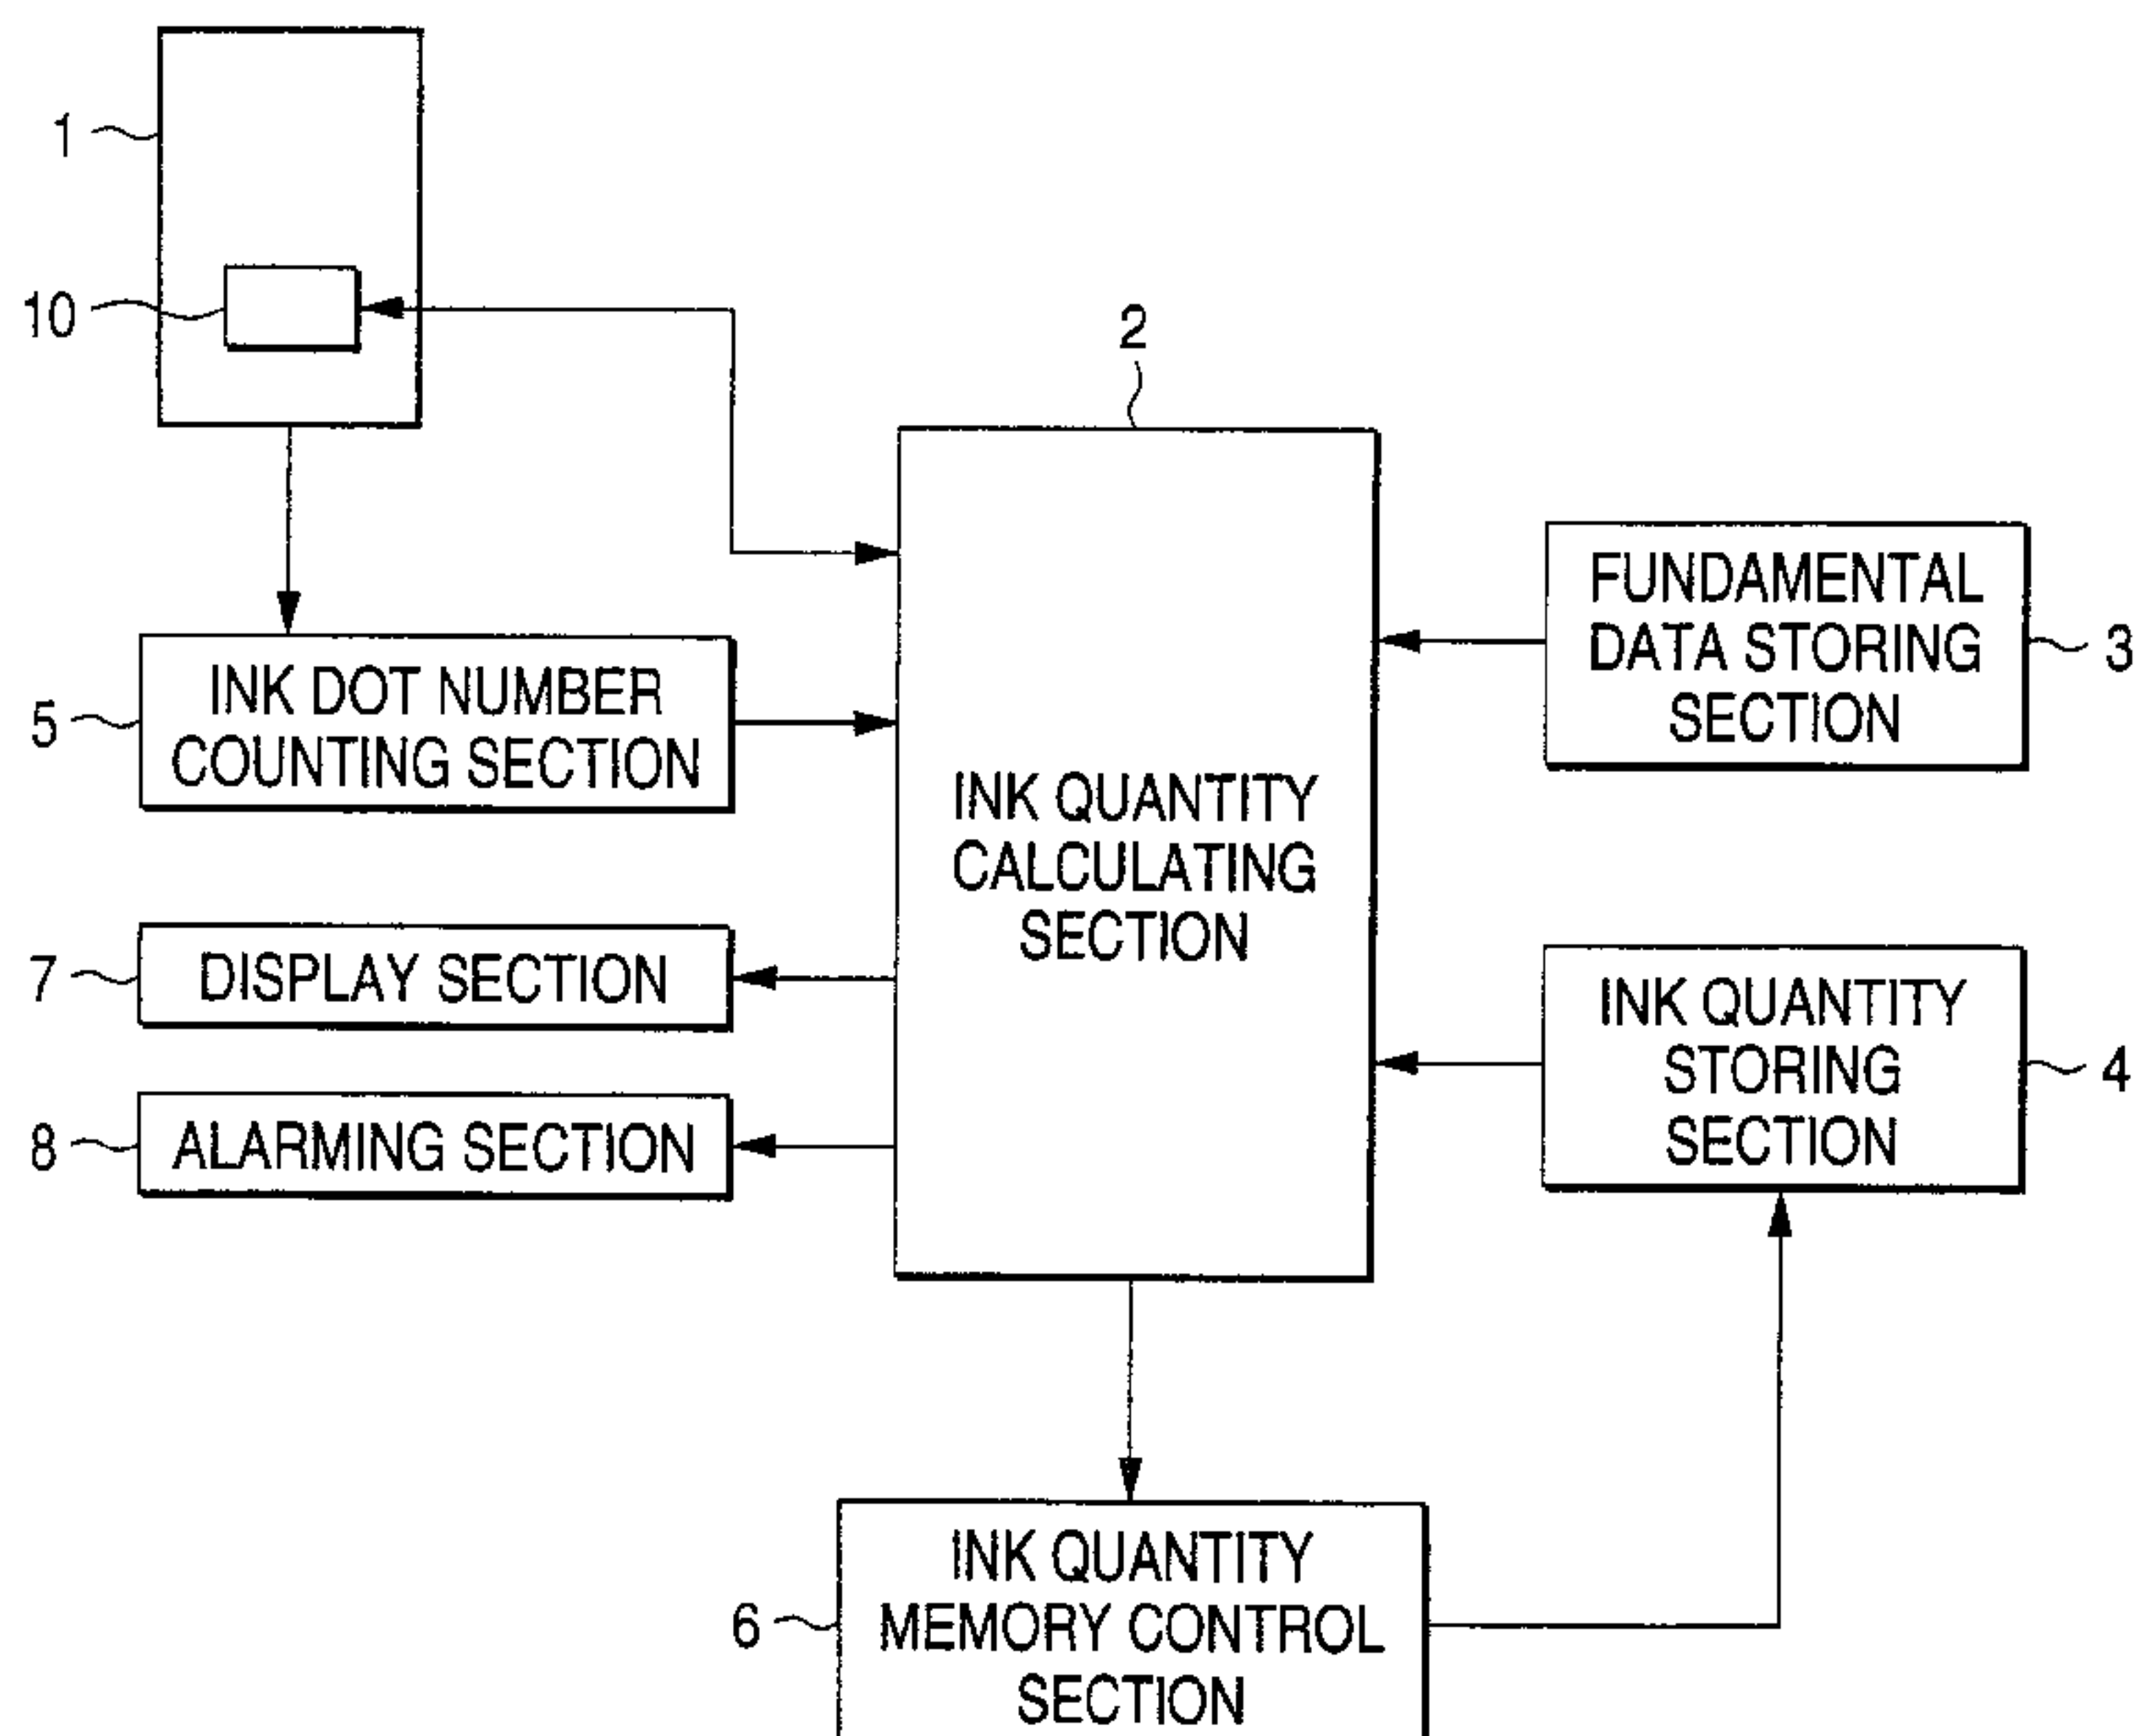 1
10
2
FUNDAMENTAL
DATA STORING
SECTION
3
INK DOT NUMBER
COUNTING SECTION
5
INK QUANTITY
CALCULATING
SECTION
7
DISPLAY SECTION
INK QUANTITY
STORING
SECTION
4
8
ALARMING SECTION
6
INK QUANTITY
MEMORY CONTROL
SECTION